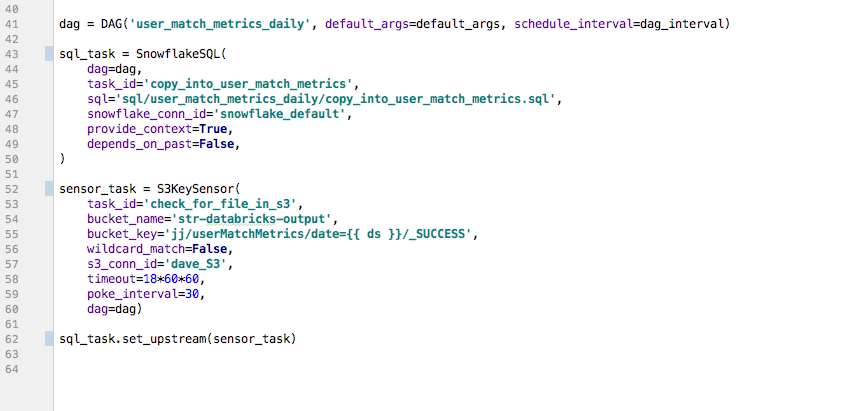 40
41 dag = DAG('user_match_metrics_daily', default_args=default_args, schedule_interval=dag_interval)
42
43 sql_task = SnowflakeSQL(
44     dag=dag,
45     task_id='copy_into_user_match_metrics',
46     sql='sql/user_match_metrics_daily/copy_into_user_match_metrics.sql',
47     snowflake_conn_id='snowflake_default',
48     provide_context=True,
49     depends_on_past=False,
50 )
51
52 sensor_task = S3KeySensor(
53     task_id='check_for_file_in_s3',
54     bucket_name='str-databricks-output',
55     bucket_key='jj/userMatchMetrics/date={{ ds }}/_SUCCESS',
56     wildcard_match=False,
57     s3_conn_id='dave_S3',
58     timeout=18*60*60,
59     poke_interval=30,
60     dag=dag)
61
62 sql_task.set_upstream(sensor_task)
63
64